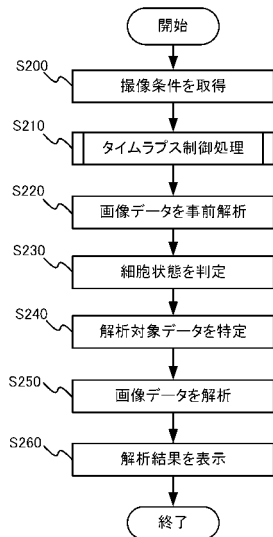 開始
S200
撮像条件を取得
S210
タイムラプス制御処理
S220
画像データを事前解析
S230
細胞状態を判定
S240
解析対象データを特定
S250
画像データを解析
S260
解析結果を表示
終了